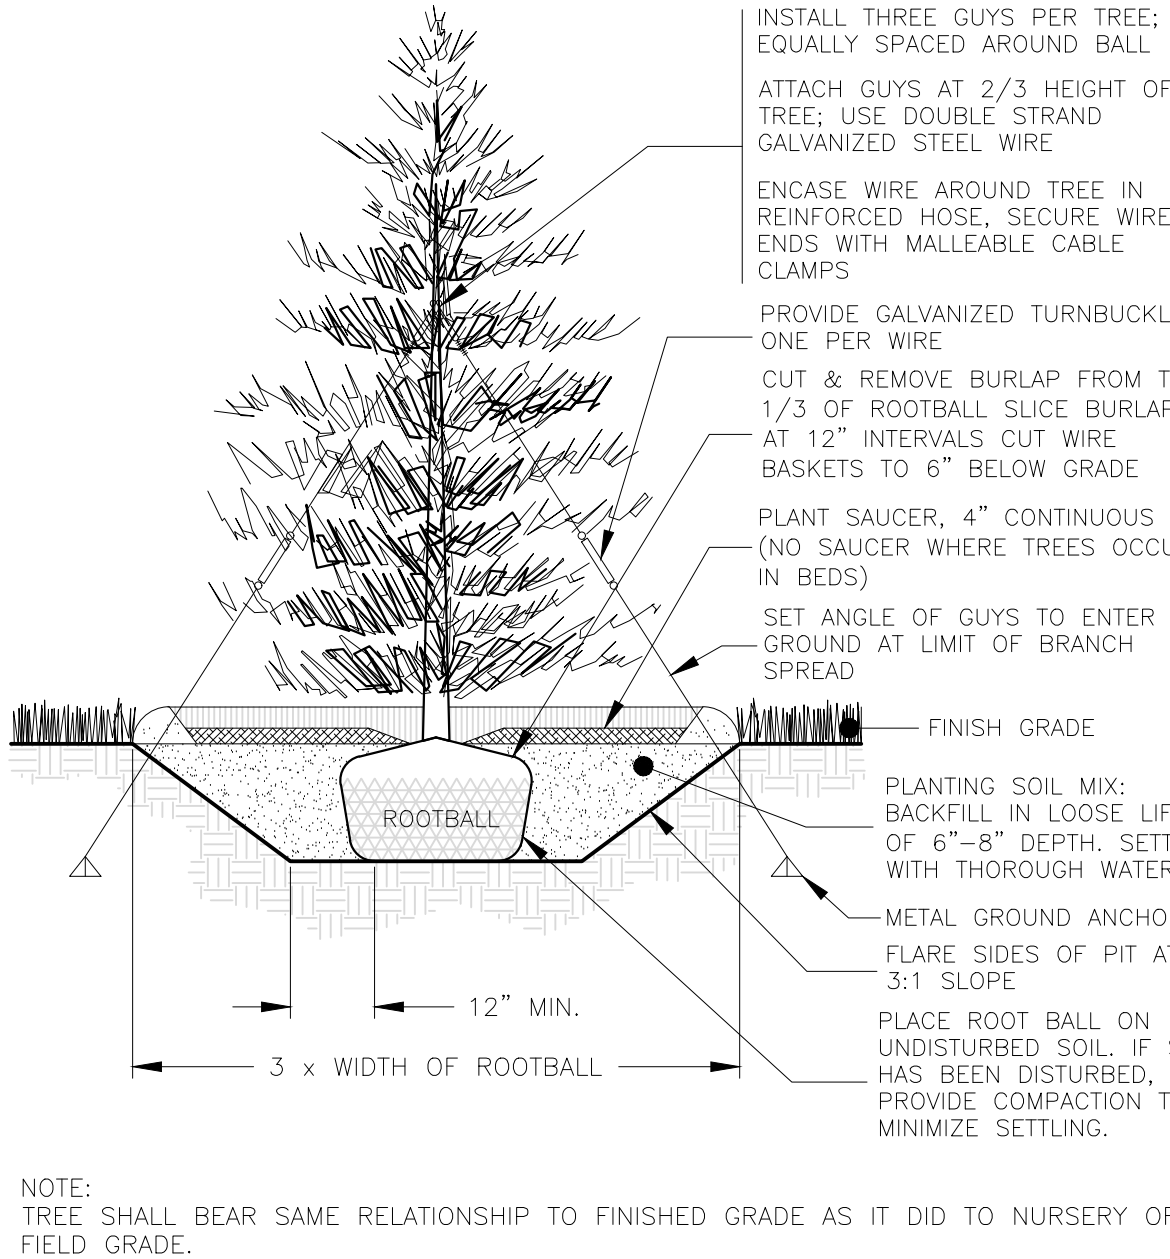 INSTALL THREE GUYS PER TREE;
EQUALLY SPACED AROUND BALL
ATTACH GUYS AT 2/3 HEIGHT OF
TREE; USE DOUBLE STRAND
GALVANIZED STEEL WIRE
ENCASE WIRE AROUND TREE IN
REINFORCED HOSE, SECURE WIRE
ENDS WITH MALLEABLE CABLE
CLAMPS
PROVIDE GALVANIZED
ONE PER WIRE
CUT & REMOVE BURLAP FROM
1/3 OF ROOTBALL SLICE BURLAP
AT 12" INTERVALS CUT WIRE
BASKETS TO 6" BELOW GRADE
PLANT SAUCER, 4" CONTINUOUS
(NO SAUCER WHERE TREES
IN BEDS)
SET ANGLE OF GUYS TO ENTER
GROUND AT LIMIT OF BRANCH
SPREAD
FINISH GRADE
PLANTING SOIL MIX:
BACKFILL IN LOOSE
OF 6"-8" DEPTH.
WITH THOROUGH
ROOTBALL
METAL GROUND
FLARE SIDES OF PIT AT
3:1 SLOPE
12" MIN.
3 x WIDTH OF ROOTBALL
PLACE ROOT BALL ON
UNDISTURBED SOIL. IF
HAS BEEN DISTURBED,
PROVIDE COMPACTION
MINIMIZE SETTLING.
NOTE:
TREE SHALL BEAR SAME RELATIONSHIP TO FINISHED GRADE AS IT DID TO NURSERY
FIELD GRADE.